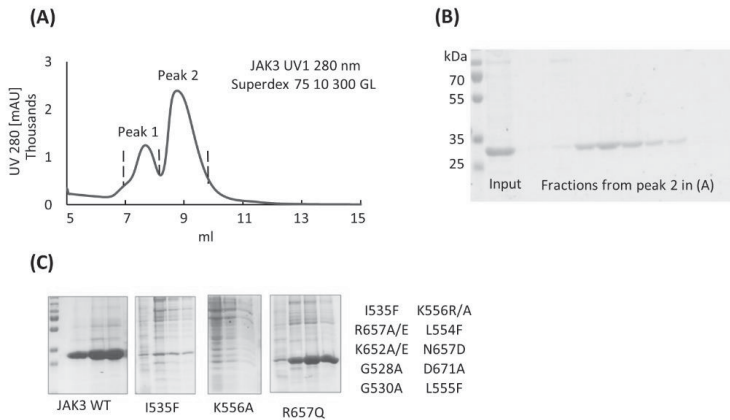 (A)
JAK3 UV1 280 nm
Superdex 75 10 300 GL
UV 280 [mAU]
Thousands
3
2
1
0
Peak 1
Peak 2
5 7 9 11 13 15
ml
(B)
kDa
70
55
35
25
Input Fractions from peak 2 in (A)
(C)
JAK3 WT I535F K556A R657Q
I535F K556R/A
R657A/E L554F
K652A/E N657D
G528A D671A
G530A L555F